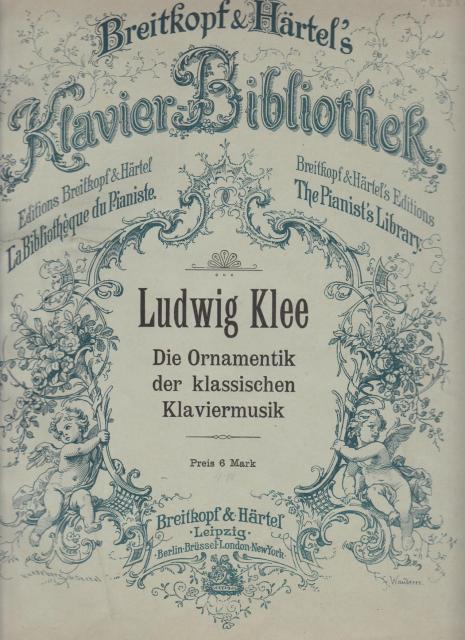 Breitkopf & Härtel's
Klavier-Bibliothek.
Editions Breitkopf & Härtel
La Bibliothèque du Pianiste.
Breitkopf & Härtel's Editions
The Pianist's Library.
Ludwig Klee
Die Ornamentik
der klassischen
Klaviermusik
Preis 6 Mark
Breitkopf & Härtel
·Leipzig·
·Berlin·Brüssel·London·New York·